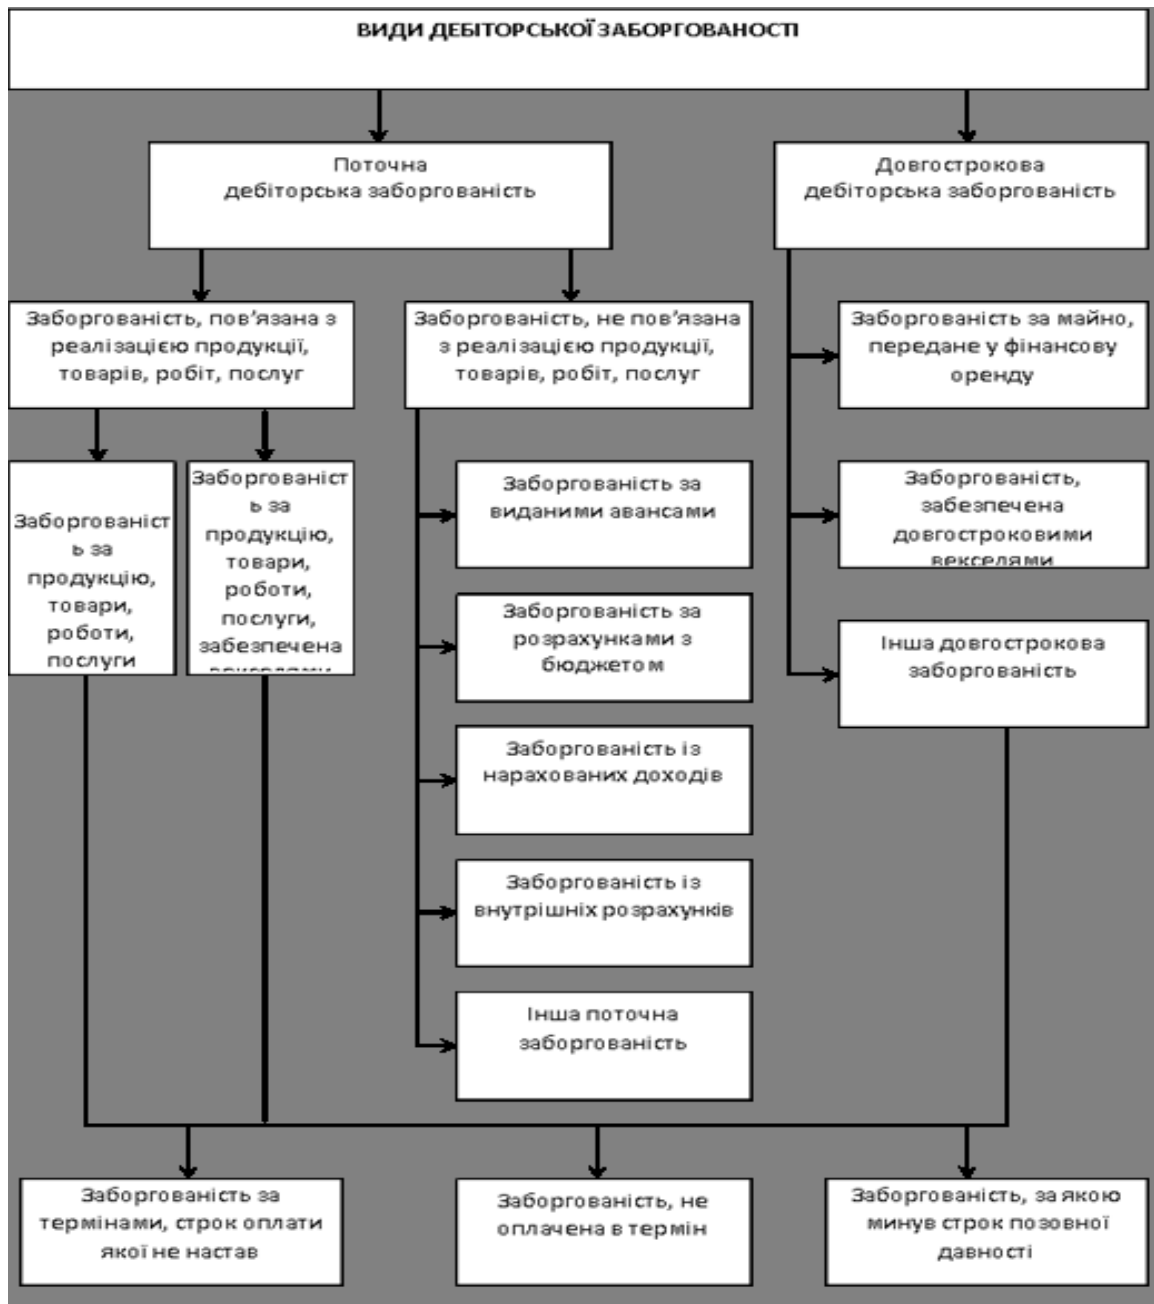 ВИДИ ДЕБІТОРСЬКОЇ ЗАБОРГОВАНОСТІ
Поточна
дебіторська заборгованість
Довгострокова
дебіторська заборгованість
Заборгованість, пов’язана з
реалізацією продукції,
товарів, робіт, послуг
Заборгованість, не пов’язана
з реалізацією продукції,
товарів, робіт, послуг
Заборгованість за майно,
передане у фінансову
оренду
Заборгованіст
ь за
продукцію,
товари,
роботи,
послуги
Заборгованіст
ь за
продукцію,
товари,
роботи,
послуги,
забезпечена
векселями
Заборгованість за
виданими авансами
Заборгованість,
забезпечена
довгостроковими
векселями
Заборгованість за
розрахунками з
бюджетом
Інша довгострокова
заборгованість
Заборгованість із
нарахованих доходів
Заборгованість із
внутрішніх розрахунків
Інша поточна
заборгованість
Заборгованість за
термінами, строк оплати
якої не настав
Заборгованість, не
оплачена в термін
Заборгованість, за якою
минув строк позовної
давності